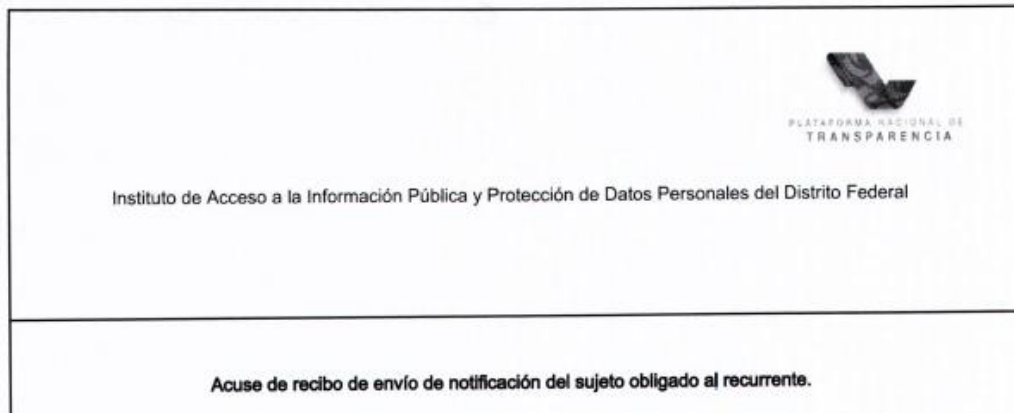 PLATAFORMA NACIONAL DE
TRANSPARENCIA
Instituto de Acceso a la Información Pública y Protección de Datos Personales del Distrito Federal
Acuse de recibo de envío de notificación del sujeto obligado al recurrente.